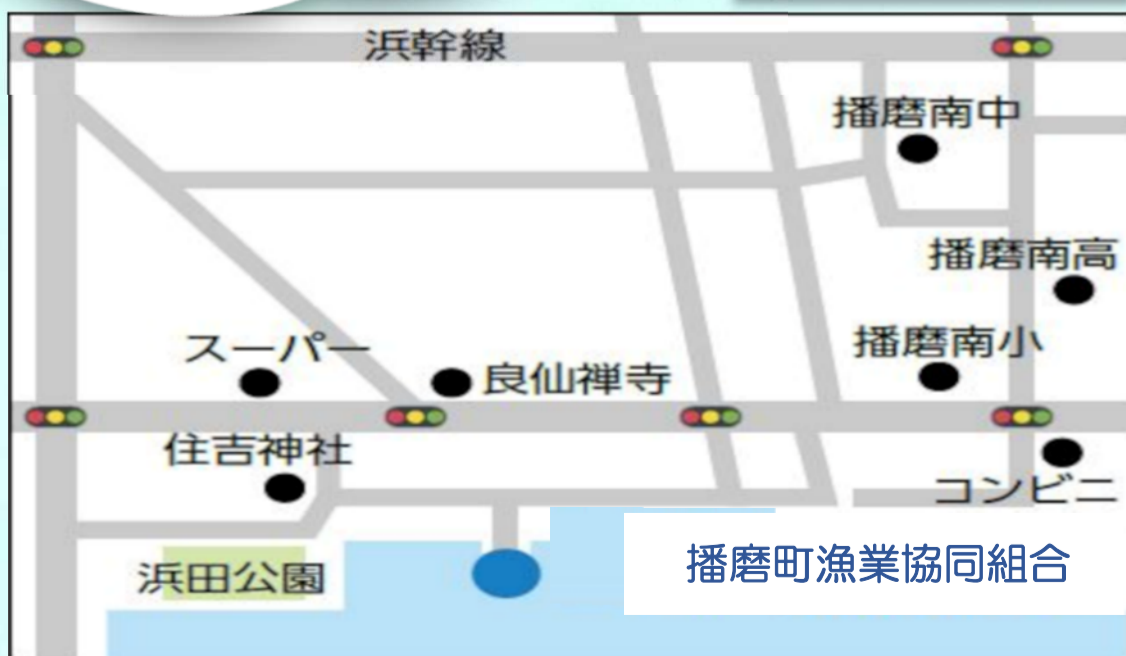 浜幹線
播磨南中
播磨南高
播磨南小
スーパー
良仙禅寺
住吉神社
コンビニ
播磨町漁業協同組合
浜田公園